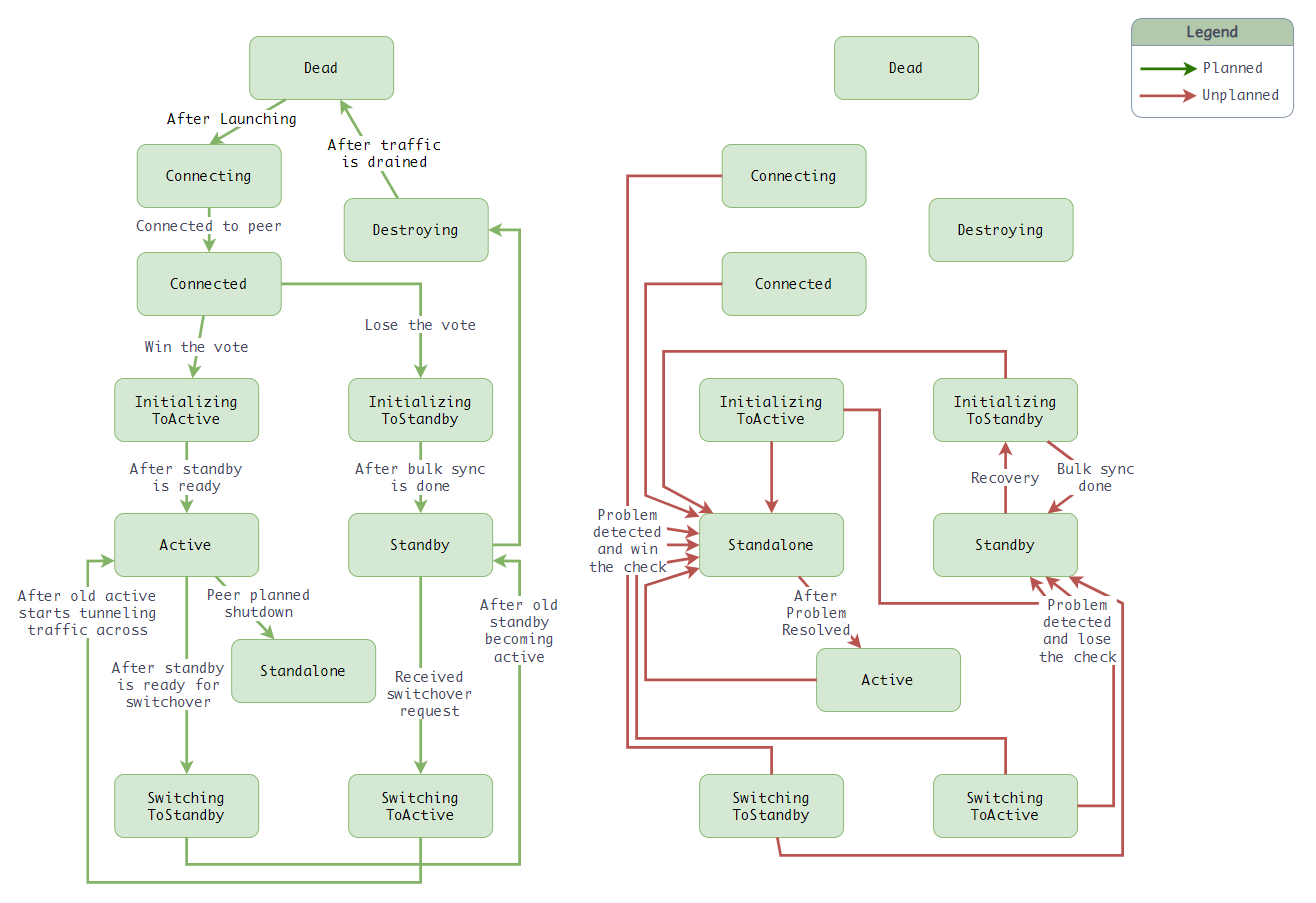 Legend
Planned
Unplanned
Dead
After Launching
After traffic
is drained
Connecting
Connected to peer
Destroying
Connected
Lose the vote
Win the vote
Initializing
ToActive
Initializing
ToStandby
After standby
is ready
After bulk sync
is done
Active
Standby
After old active
starts tunneling
traffic across
Peer planned
shutdown
After old
standby
becoming
active
Standalone
After standby
is ready for
switchover
Received
switchover
request
Switching
ToStandby
Switching
ToActive
Dead
Connecting
Destroying
Connected
Initializing
ToActive
Initializing
ToStandby
Recovery
Bulk sync
done
Problem
detected
and win
the check
Standalone
Standby
After
Problem
Resolved
Problem
detected
and lose
the check
Active
Switching
ToStandby
Switching
ToActive